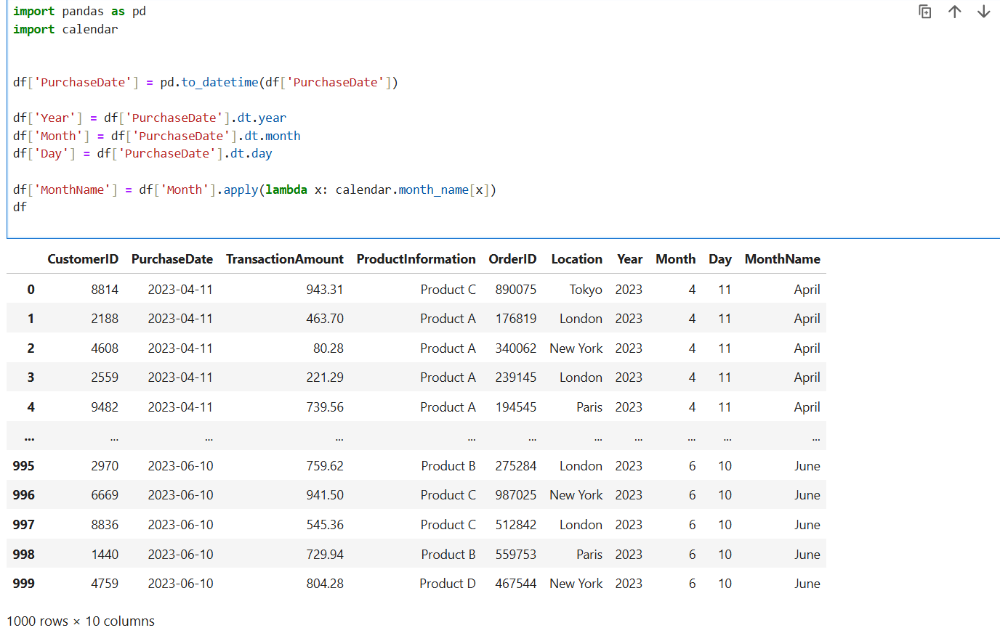 import pandas as pd
import calendar
df['PurchaseDate'] = pd.to_datetime(df['PurchaseDate'])
df['Year'] = df['PurchaseDate'].dt.year
df['Month'] = df['PurchaseDate'].dt.month
df['Day'] = df['PurchaseDate'].dt.day
df['MonthName'] = df['Month'].apply(lambda x: calendar.month_name[x])
df
CustomerID PurchaseDate TransactionAmount ProductInformation OrderID Location Year Month Day MonthName
0 8814 2023-04-11 943.31 Product C 890075 Tokyo 2023 4 11 April
1 2188 2023-04-11 463.70 Product A 176819 London 2023 4 11 April
2 4608 2023-04-11 80.28 Product A 340062 New York 2023 4 11 April
3 2559 2023-04-11 221.29 Product A 239145 London 2023 4 11 April
4 9482 2023-04-11 739.56 Product A 194545 Paris 2023 4 11 April
... ... ... ... ... ... ... ... ... ... ...
995 2970 2023-06-10 759.62 Product B 275284 London 2023 6 10 June
996 6669 2023-06-10 941.50 Product C 987025 New York 2023 6 10 June
997 8836 2023-06-10 545.36 Product C 512842 London 2023 6 10 June
998 1440 2023-06-10 729.94 Product B 559753 Paris 2023 6 10 June
999 4759 2023-06-10 804.28 Product D 467544 New York 2023 6 10 June
1000 rows × 10 columns